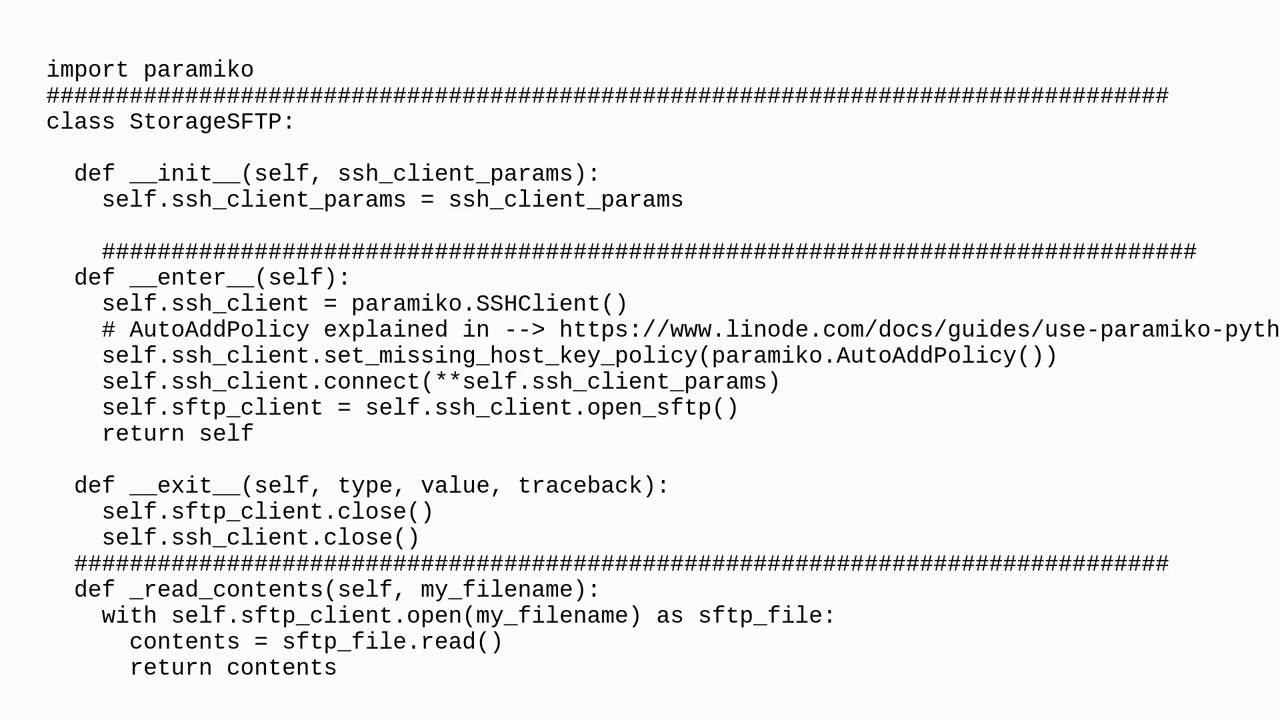 import paramiko
#################################################################################
class StorageSFTP:
def __init__(self, ssh_client_params):
self.ssh_client_params = ssh_client_params
###############################################################################
def __enter__(self):
self.ssh_client = paramiko.SSHClient()
# AutoAddPolicy explained in --> https://www.linode.com/docs/guides/use-paramiko-pyth
self.ssh_client.set_missing_host_key_policy(paramiko.AutoAddPolicy())
self.ssh_client.connect(**self.ssh_client_params)
self.sftp_client = self.ssh_client.open_sftp()
return self
def __exit__(self, type, value, traceback):
self.sftp_client.close()
self.ssh_client.close()
###############################################################################
def _read_contents(self, my_filename):
with self.sftp_client.open(my_filename) as sftp_file:
contents = sftp_file.read()
return contents